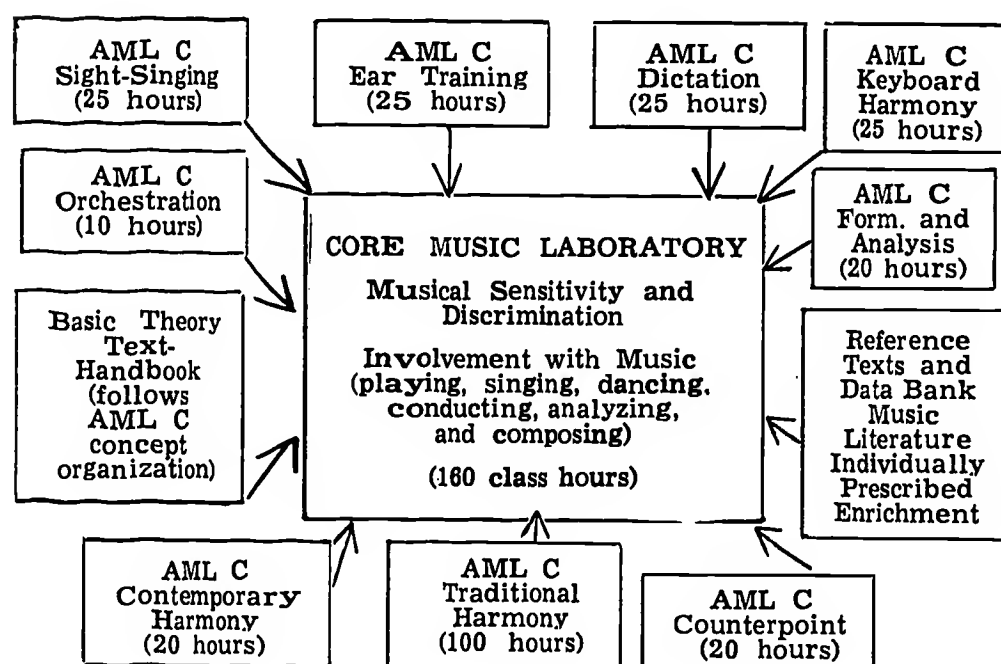 AML C
Sight-Singing
(25 hours)
AML C
Ear Training
(25 hours)
AML C
Dictation
(25 hours)
AML C
Keyboard
Harmony
(25 hours)
AML C
Orchestration
(10 hours)
AML C
Form. and
Analysis
(20 hours)
CORE MUSIC LABORATORY
Musical Sensitivity and
Discrimination
Involvement with Music
(playing, singing, dancing,
conducting, analyzing,
and composing)
(160 class hours)
Basic Theory
Text-
Handbook
(follows
AML C
concept
organization)
Reference
Texts and
Data Bank
Music
Literature
Individually
Prescribed
Enrichment
AML C
Contemporary
Harmony
(20 hours)
AML C
Traditional
Harmony
(100 hours)
AML C
Counterpoint
(20 hours)